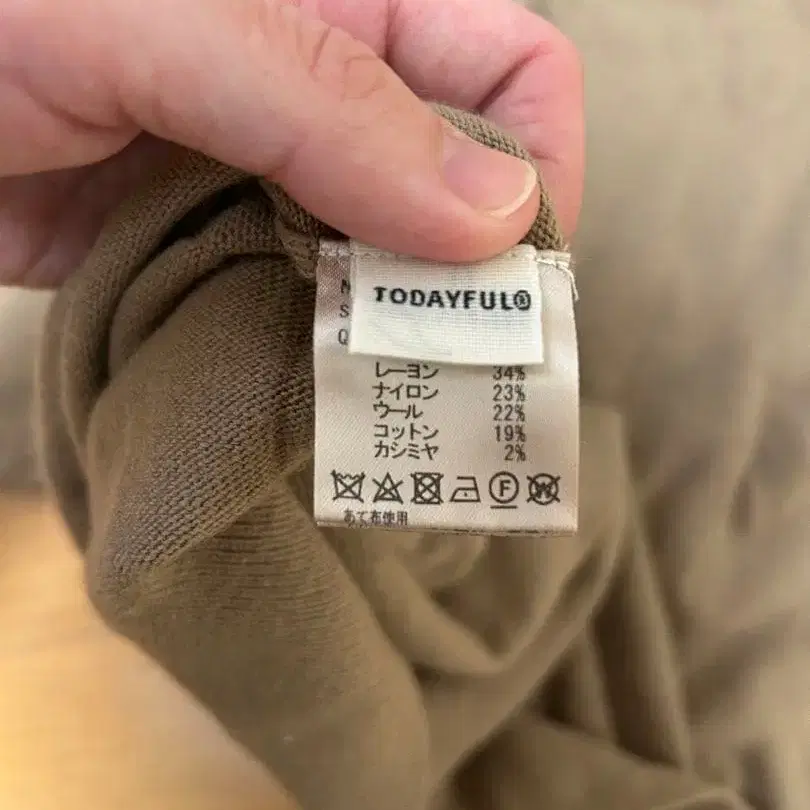 N
S
Q
TODAYFUL®
レーヨン 34%
ナイロン 23%
ウール 22%
コットン 19%
カシミヤ 2%
F W
あて布使用